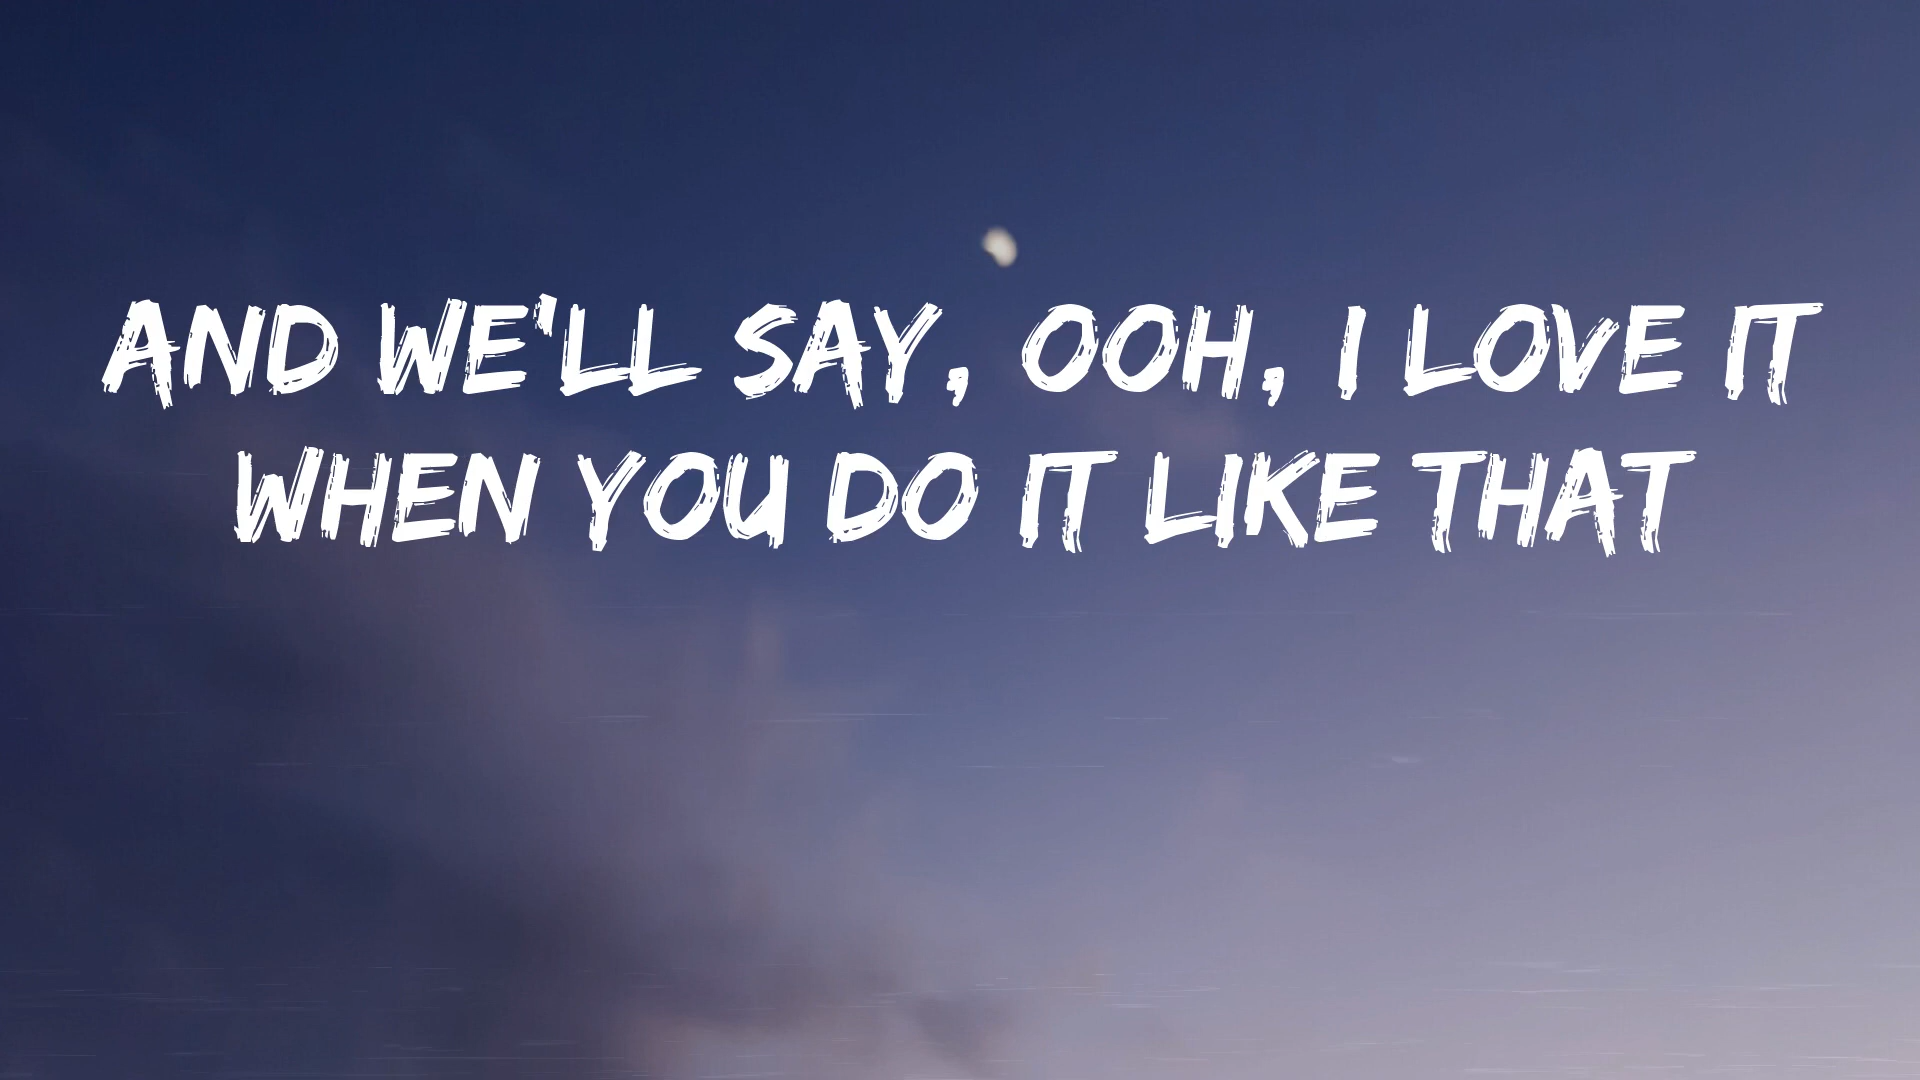 AND WE'LL SAY, OOH, I LOVE IT
WHEN YOU DO IT LIKE THAT